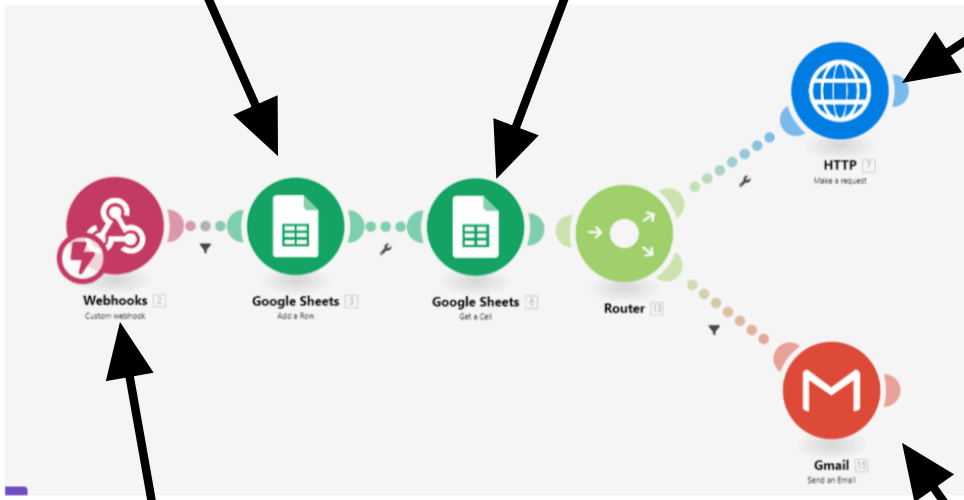 HTTP 7
Make a request
Webhooks 2
Custom webhook
Google Sheets 3
Add a Row
Google Sheets 6
Get a Cell
Router 13
Gmail 15
Send an Email